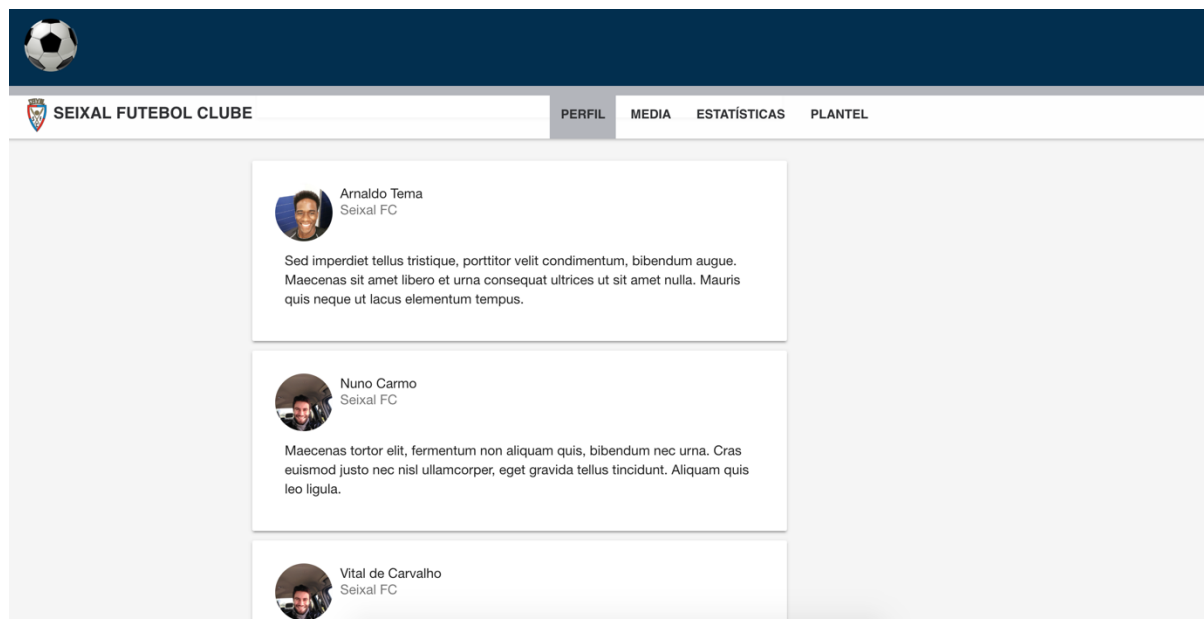 SEIXAL FUTEBOL CLUBE
PERFIL MEDIA ESTATÍSTICAS PLANTEL
Arnaldo Tema
Seixal FC
Sed imperdiet tellus tristique, porttitor velit condimentum, bibendum augue.
Maecenas sit amet libero et urna consequat ultrices ut sit amet nulla. Mauris
quis neque ut lacus elementum tempus.
Nuno Carmo
Seixal FC
Maecenas tortor elit, fermentum non aliquam quis, bibendum nec urna. Cras
euismod justo nec nisl ullamcorper, eget gravida tellus tincidunt. Aliquam quis
leo ligula.
Vital de Carvalho
Seixal FC